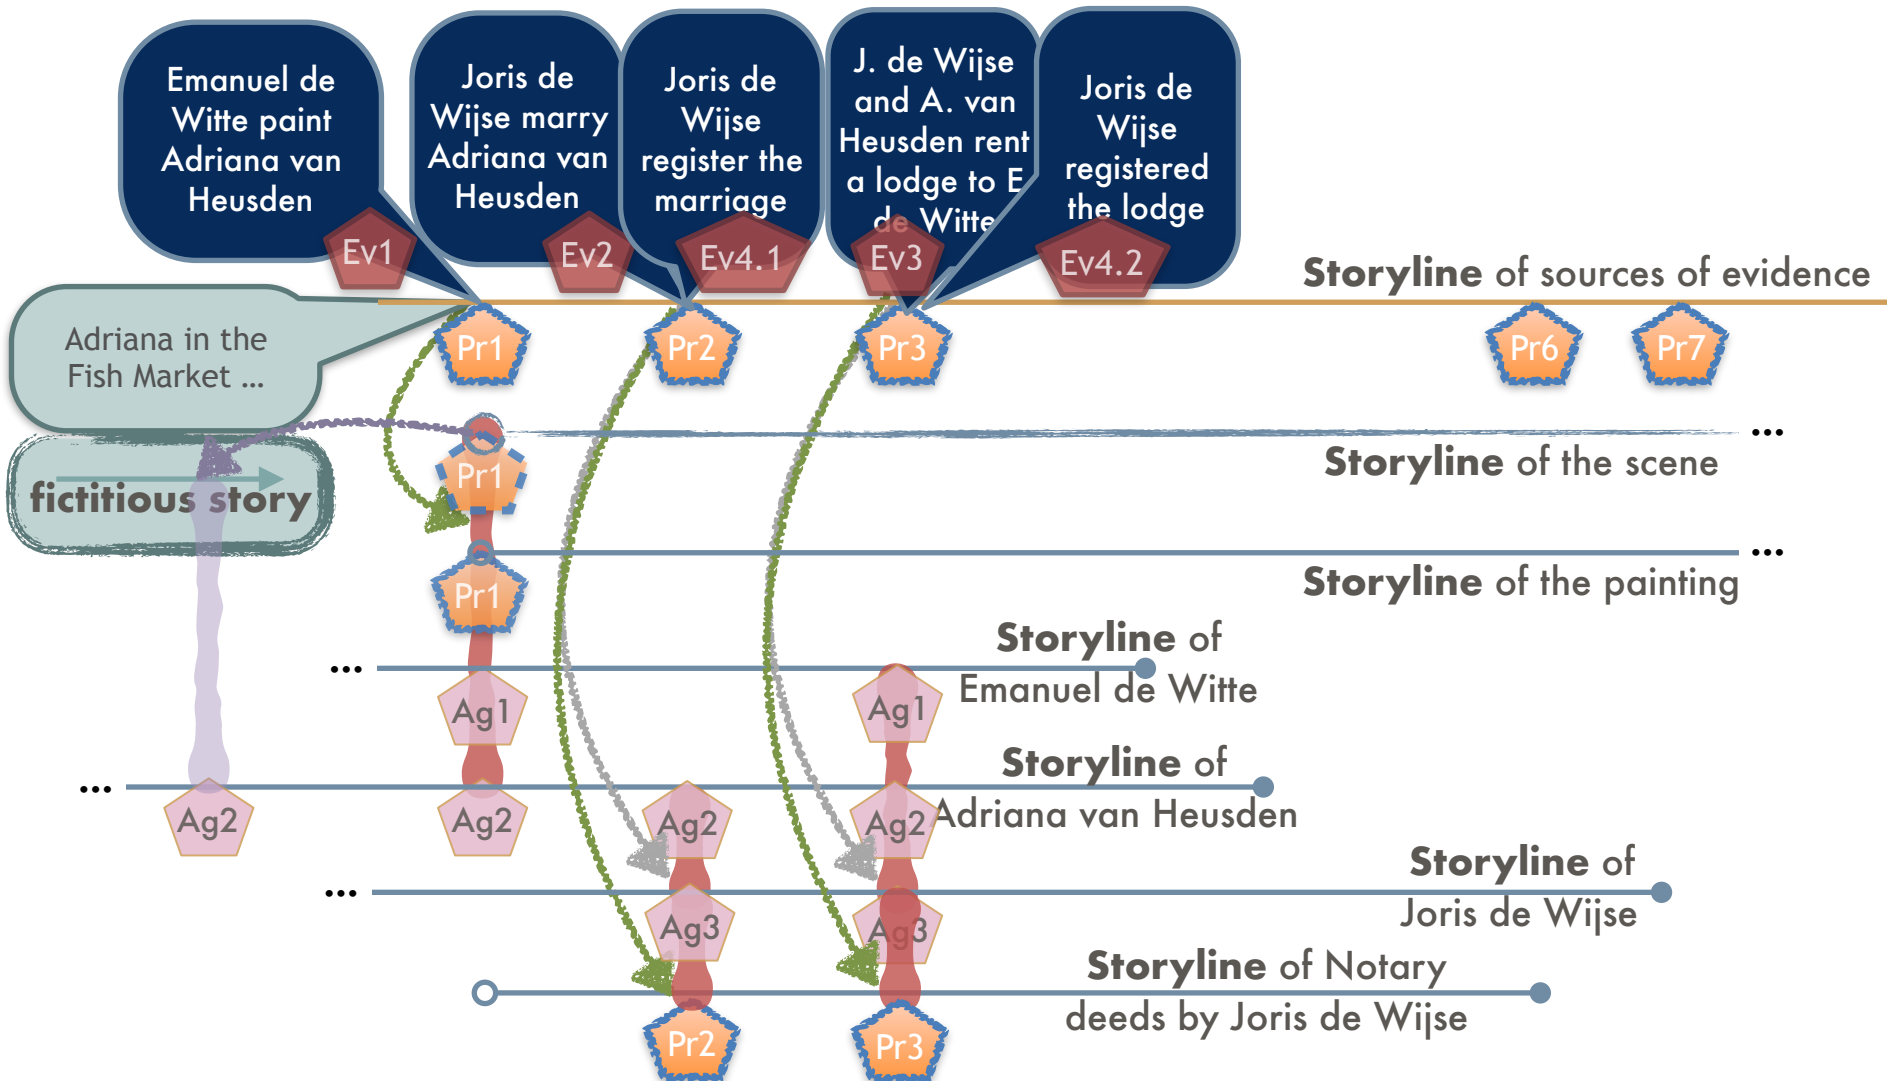 Emanuel de
Witte paint
Adriana van
Heusden
Joris de
Wijse marry
Adriana van
Heusden
Joris de
Wijse
register the
marriage
J. de Wijse
and A. van
Heusden rent
a lodge to E
de Witte
Joris de
Wijse
registered
the lodge
Ev1
Ev2
Ev4.1
Ev3
Ev4.2
Storyline of sources of evidence
Adriana in the
Fish Market ...
Pr1
Pr2
Pr3
Pr6
Pr7
...
Storyline of the scene
Pr1
fictitious story
...
Storyline of the painting
Pr1
Storyline of
Emanuel de Witte
...
Ag1
Ag1
Storyline of
Adriana van Heusden
...
Ag2
Ag2
Ag2
Ag2
Storyline of
Joris de Wijse
...
Ag3
Ag3
Storyline of Notary
deeds by Joris de Wijse
Pr2
Pr3